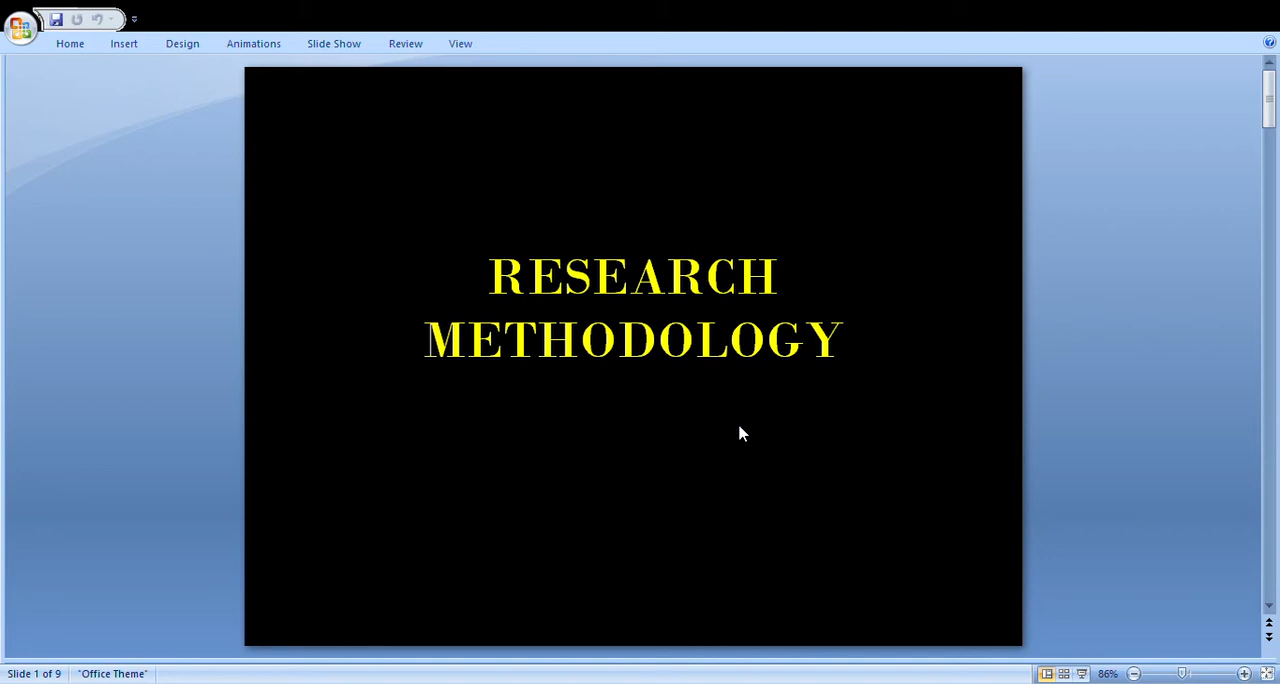 Home Insert Design Animations Slide Show Review View
RESEARCH
METHODOLOGY
Slide 1 of 9 "Office Theme" 86%